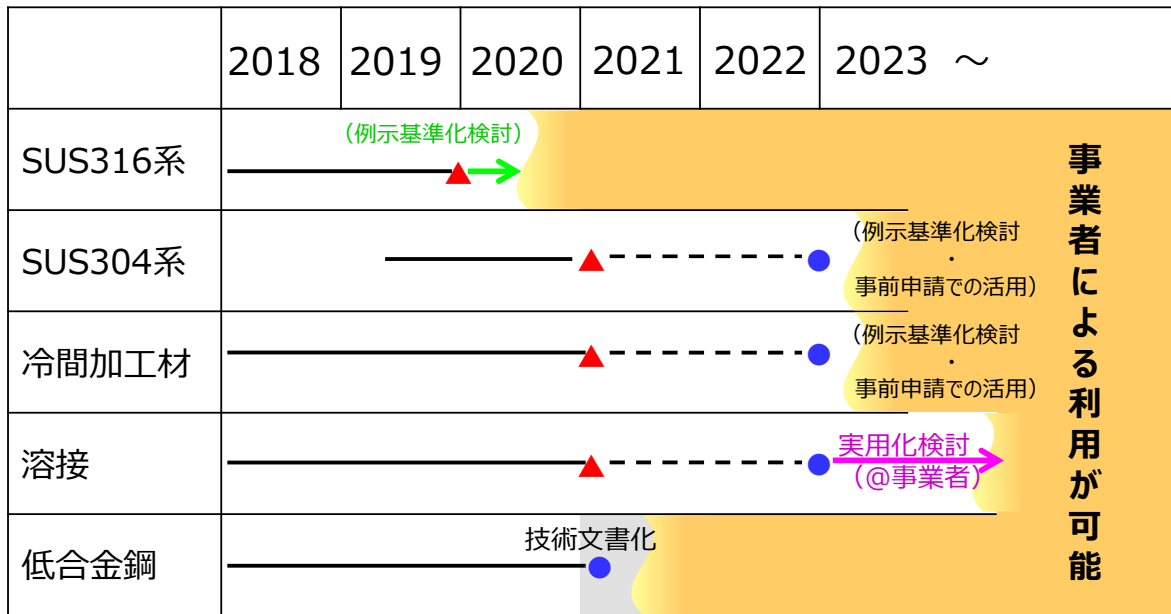 2018 2019 2020 2021 2022 2023 ～
SUS316系
（例示基準化検討）
SUS304系
（例示基準化検討
・
事前申請での活用）
冷間加工材
（例示基準化検討
・
事前申請での活用）
溶接
実用化検討
（@事業者）
低合金鋼
技術文書化
事業者による利用が可能